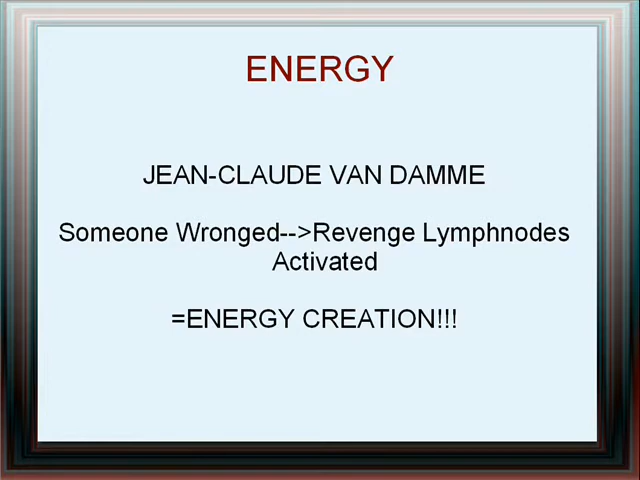 ENERGY
JEAN-CLAUDE VAN DAMME
Someone Wronged-->Revenge Lymphnodes
Activated
=ENERGY CREATION!!!